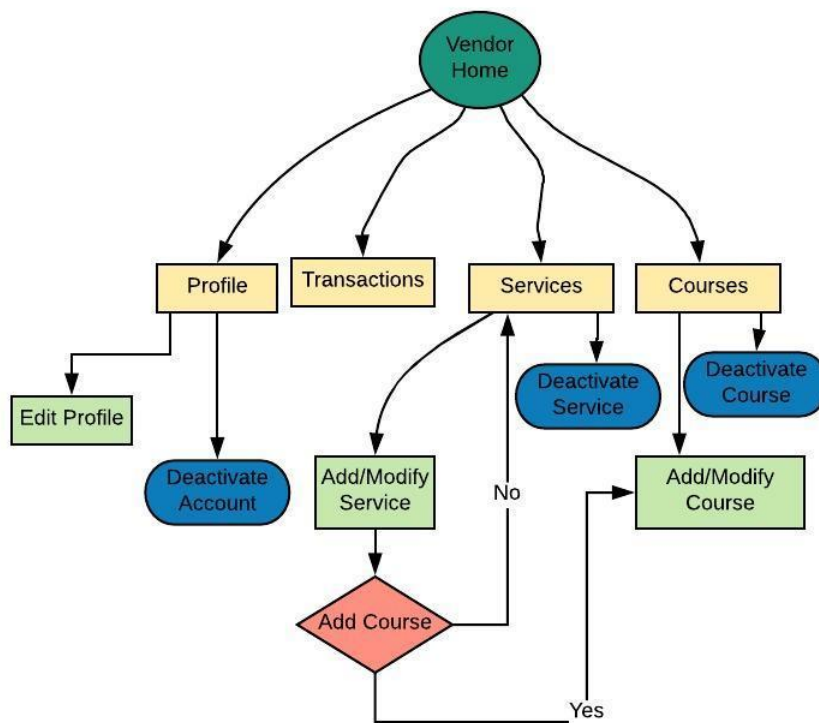 Vendor
Home
Profile
Transactions
Services
Courses
Edit Profile
Deactivate
Service
Deactivate
Course
Deactivate
Account
Add/Modify
Service
No
Add/Modify
Course
Add Course
Yes